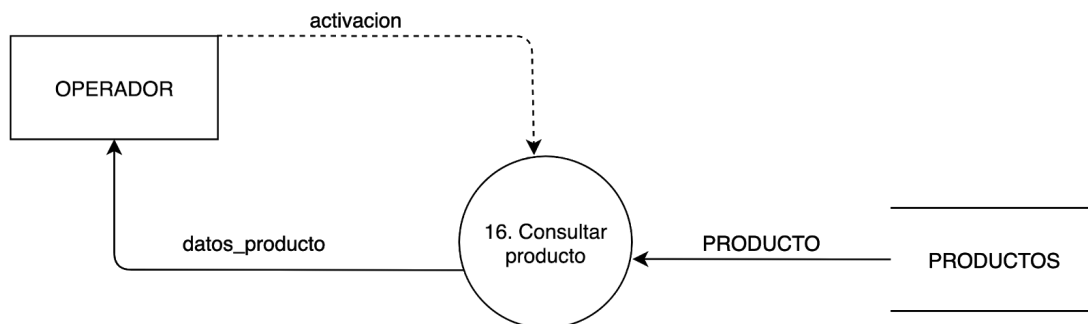 activacion
OPERADOR
16. Consultar
producto
datos_producto
PRODUCTO
PRODUCTOS